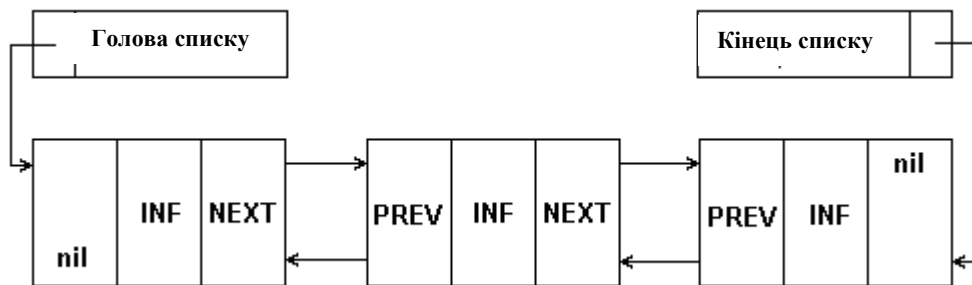 Голова списку
Кінець списку
nil INF NEXT
PREV INF NEXT
PREV INF nil